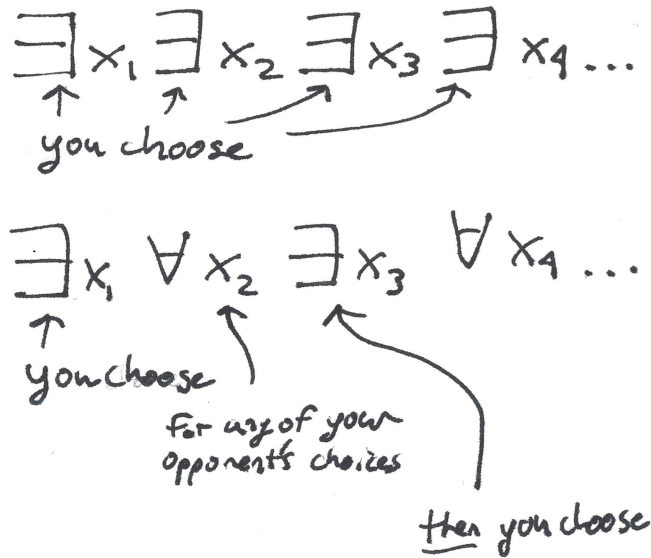 ∃ x₁ ∃ x₂ ∃ x₃ ∃ x₄ ...
you choose
∃ x₁ ∀ x₂ ∃ x₃ ∀ x₄ ...
you choose
for any of your
opponent's choices
then you choose